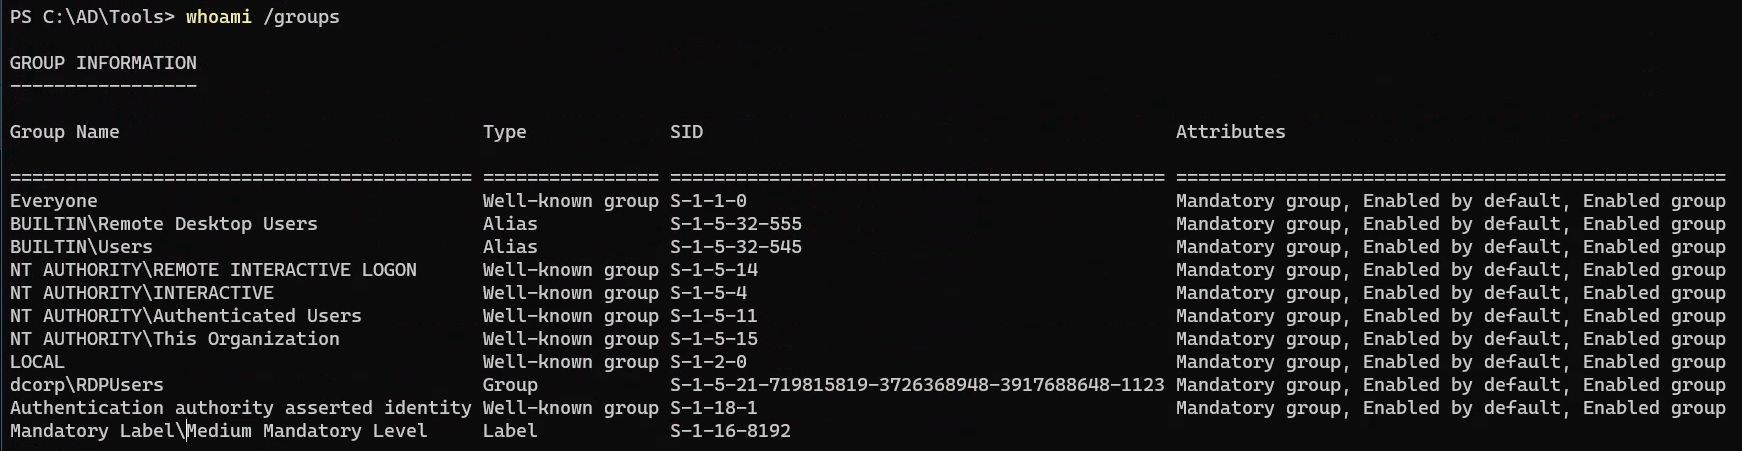 PS C:\AD\Tools> whoami /groups
GROUP INFORMATION
-----------------
Group Name                                 Type             SID                                           Attributes
========================================== ================ ============================================= ==================================================
Everyone                                   Well-known group S-1-1-0                                       Mandatory group, Enabled by default, Enabled group
BUILTIN\Remote Desktop Users               Alias            S-1-5-32-555                                  Mandatory group, Enabled by default, Enabled group
BUILTIN\Users                              Alias            S-1-5-32-545                                  Mandatory group, Enabled by default, Enabled group
NT AUTHORITY\REMOTE INTERACTIVE LOGON      Well-known group S-1-5-14                                      Mandatory group, Enabled by default, Enabled group
NT AUTHORITY\INTERACTIVE                   Well-known group S-1-5-4                                       Mandatory group, Enabled by default, Enabled group
NT AUTHORITY\Authenticated Users           Well-known group S-1-5-11                                      Mandatory group, Enabled by default, Enabled group
NT AUTHORITY\This Organization             Well-known group S-1-5-15                                      Mandatory group, Enabled by default, Enabled group
LOCAL                                      Well-known group S-1-2-0                                       Mandatory group, Enabled by default, Enabled group
dcorp\RDPUsers                             Group            S-1-5-21-719815819-3726368948-3917688648-1123 Mandatory group, Enabled by default, Enabled group
Authentication authority asserted identity Well-known group S-1-18-1                                      Mandatory group, Enabled by default, Enabled group
Mandatory Label\Medium Mandatory Level     Label            S-1-16-8192